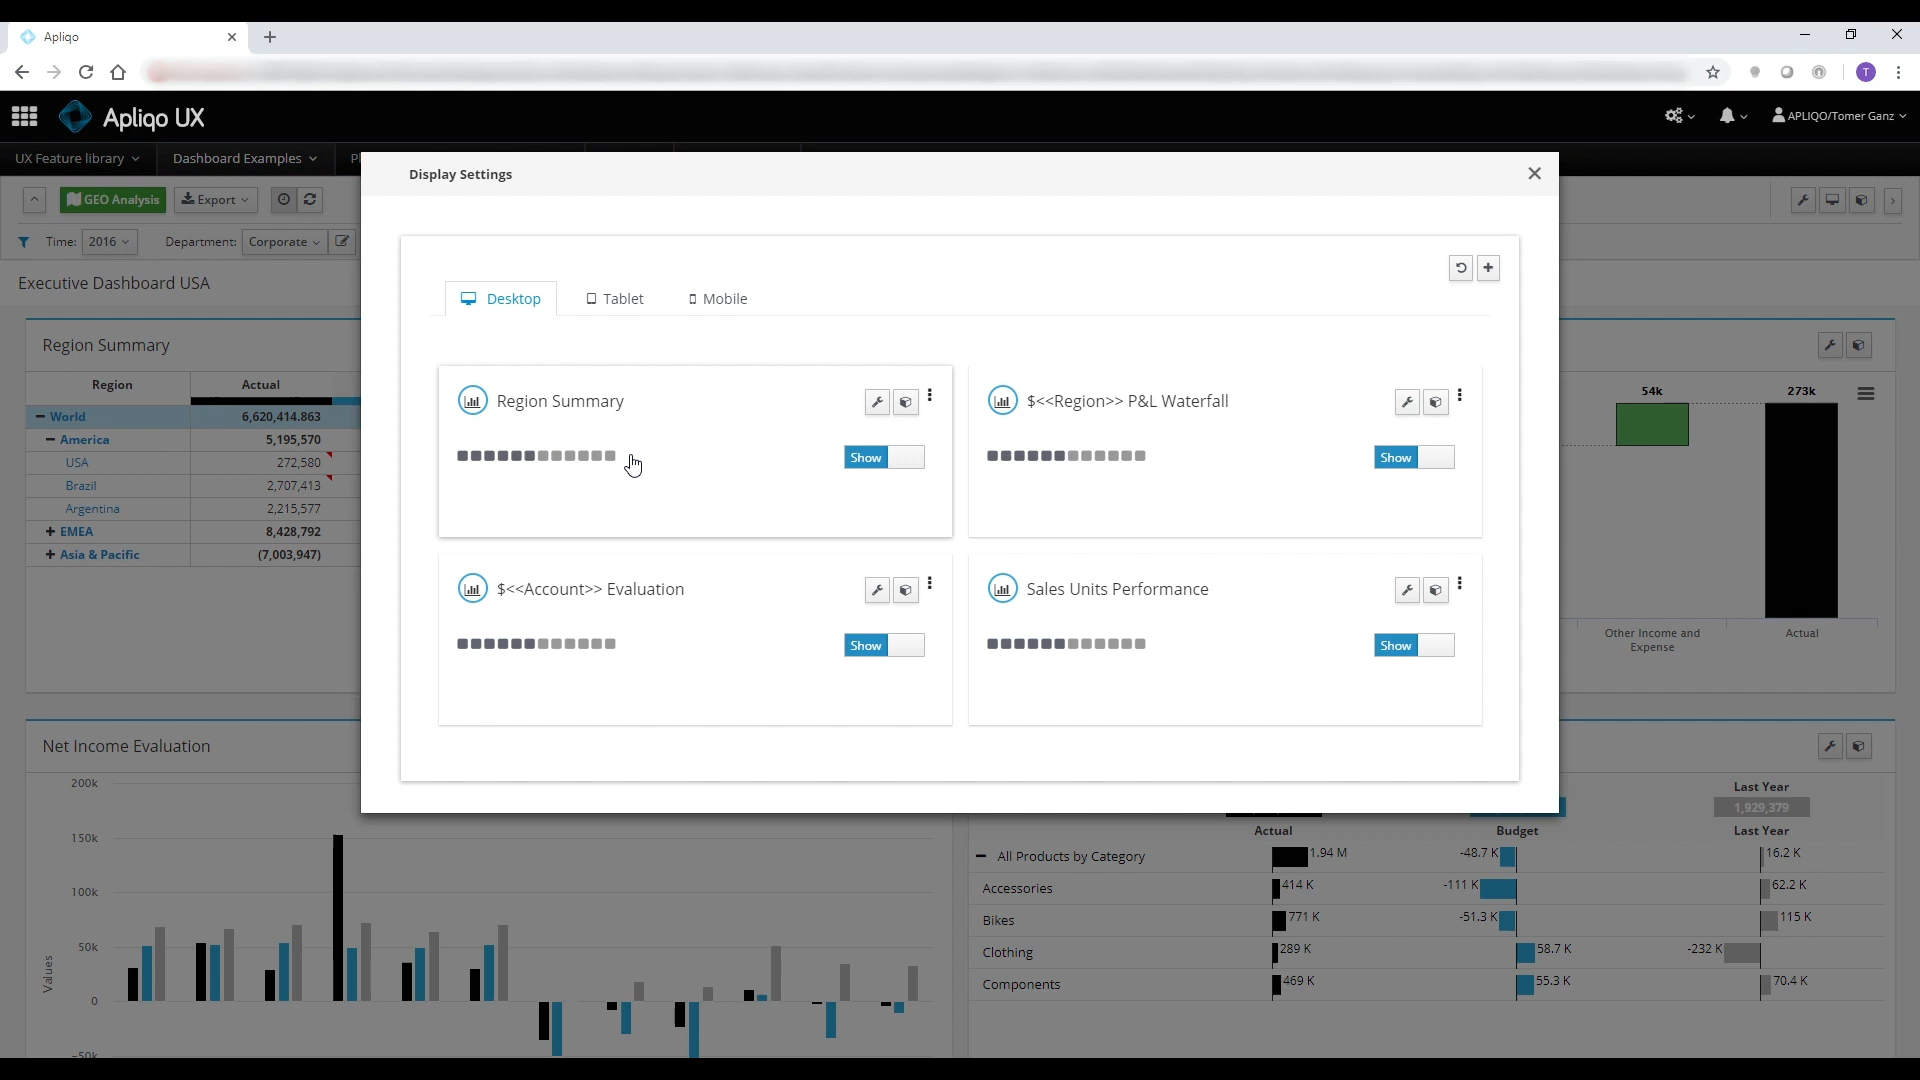 Apliqo
T
Apliqo UX
APLIQO/Tomer Ganz
UX Feature library
Dashboard Examples
Display Settings
GEO Analysis
Export
Time: 2016
Department: Corporate
Executive Dashboard USA
Desktop
Tablet
Mobile
Region Summary
Region Actual
World 6,620,414.863
America 5,195,570
USA 272,580
Brazil 2,707,413
Argentina 2,215,577
EMEA 8,428,792
Asia & Pacific (7,003,947)
Region Summary
Show
$<<Region>> P&L Waterfall
Show
$<<Account>> Evaluation
Show
Sales Units Performance
Show
54k
273k
Other Income and
Expense
Actual
Net Income Evaluation
200k
150k
100k
50k
0
-50k
Values
Last Year
1,929,379
Actual Budget Last Year
All Products by Category 1.94 M -48.7 K 16.2 K
Accessories 414 K -111 K 62.2 K
Bikes 771 K -51.3 K 115 K
Clothing 289 K 58.7 K -232 K
Components 469 K 55.3 K 70.4 K